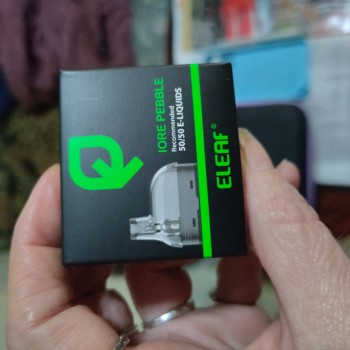 IORE PEBBLE
Recommended
50/50 E-LIQUIDS
ELEAF®